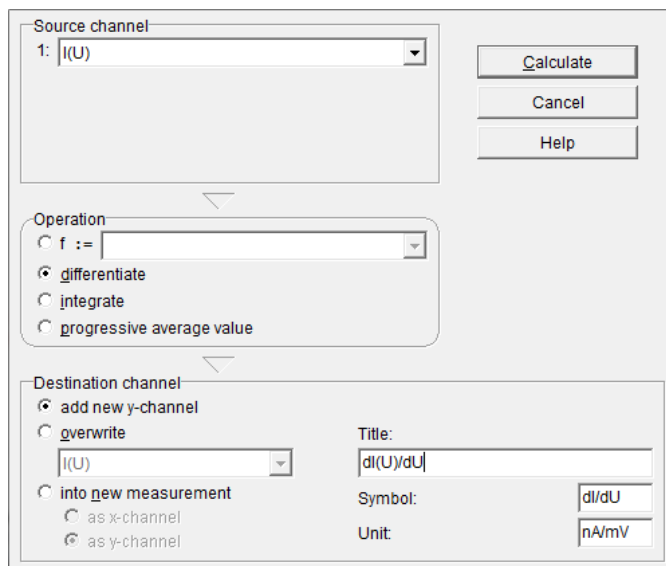 Source channel
1: I(U)
Calculate
Cancel
Help
Operation
f :=
differentiate
integrate
progressive average value
Destination channel
add new y-channel
overwrite
I(U)
into new measurement
as x-channel
as y-channel
Title:
dI(U)/dU
Symbol: dI/dU
Unit: nA/mV